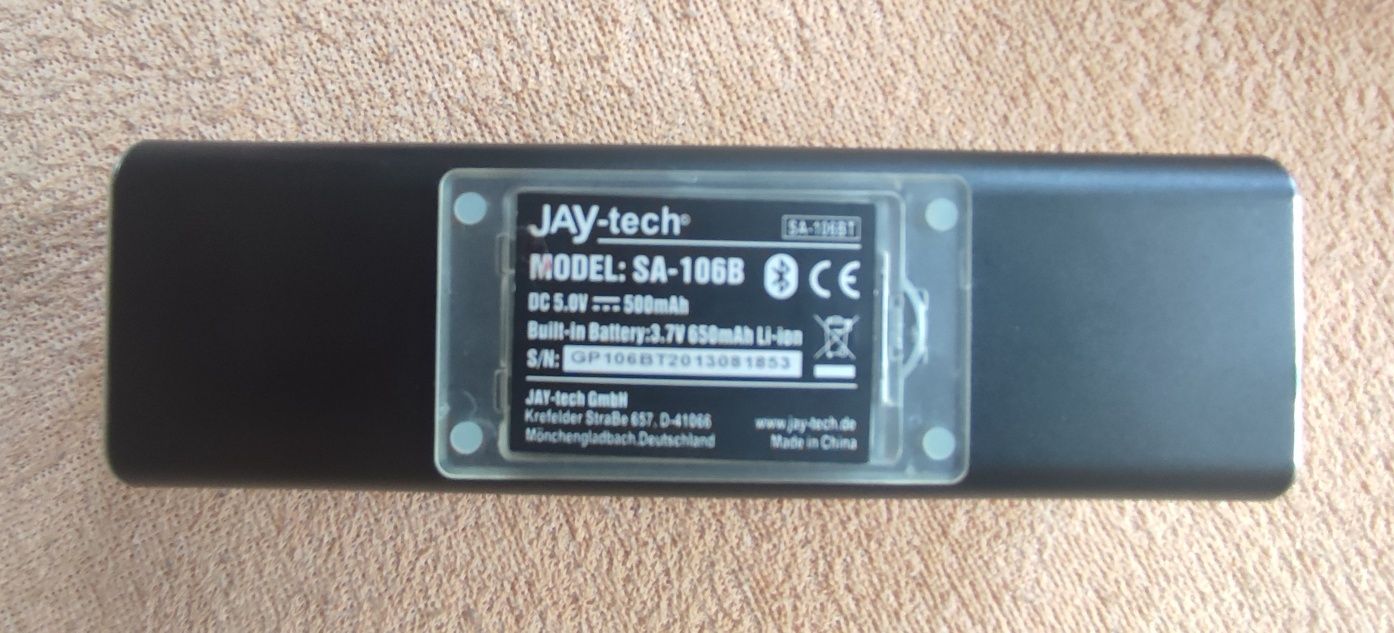 JAY-tech®
SA-106BT
MODEL: SA-106B
CE
DC 5.0V 500mAh
Built-in Battery:3.7V 650mAh Li-ion
S/N: GP106BT2013081853
JAY-tech GmbH
Krefelder Straße 657, D-41066
www.jay-tech.de
Mönchengladbach,Deutschland
Made in China